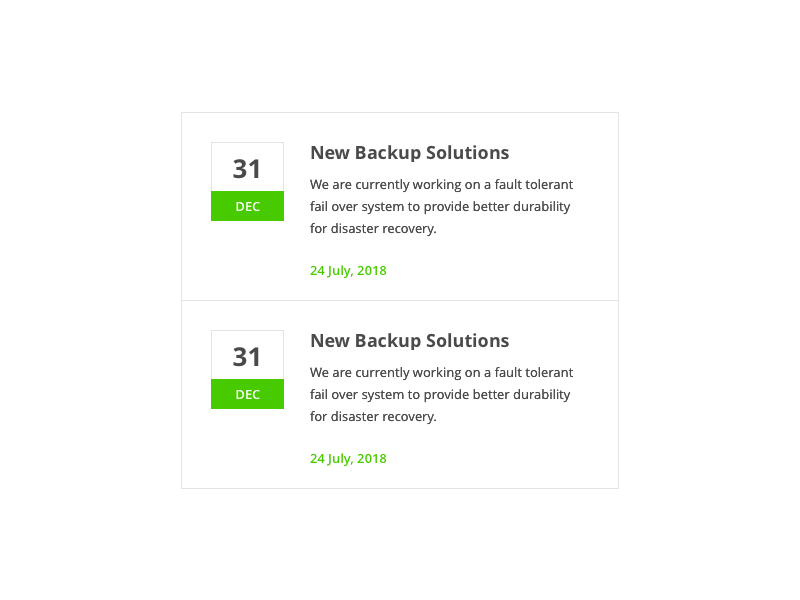 31
DEC
New Backup Solutions
We are currently working on a fault tolerant
fail over system to provide better durability
for disaster recovery.
24 July, 2018
31
DEC
New Backup Solutions
We are currently working on a fault tolerant
fail over system to provide better durability
for disaster recovery.
24 July, 2018